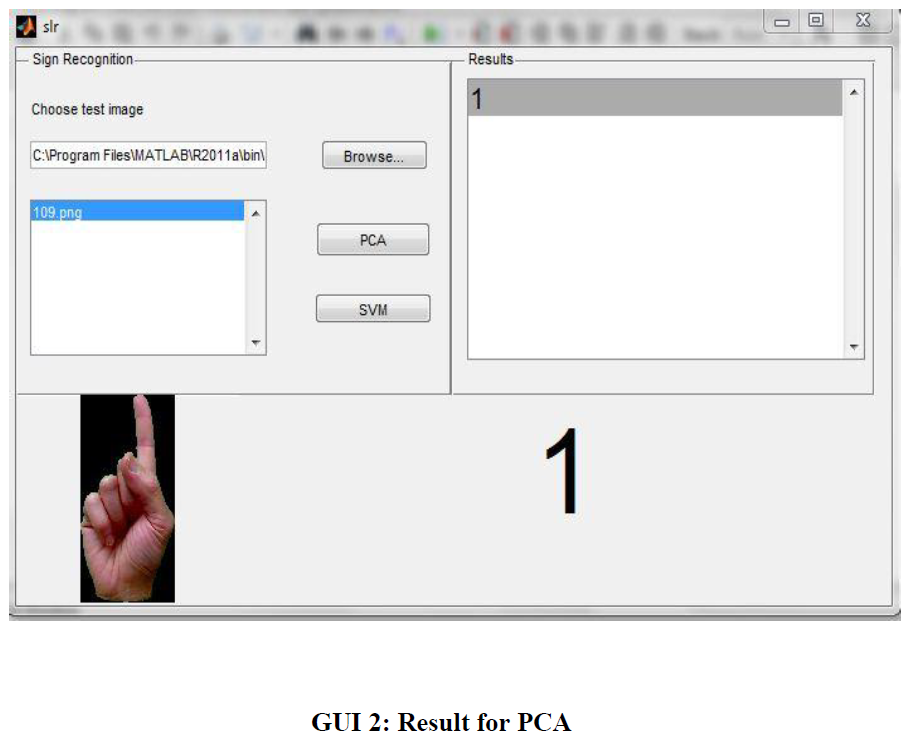 slr
Sign Recognition
Choose test image
C:\Program Files\MATLAB\R2011a\bin\
Browse...
109.png
PCA
SVM
Results
1
1
GUI 2: Result for PCA